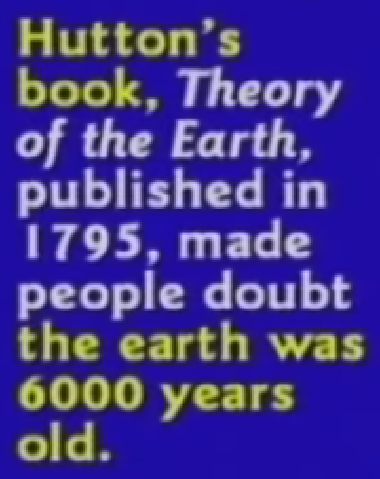 Hutton's
book, Theory
of the Earth,
published in
1795, made
people doubt
the earth was
6000 years
old.